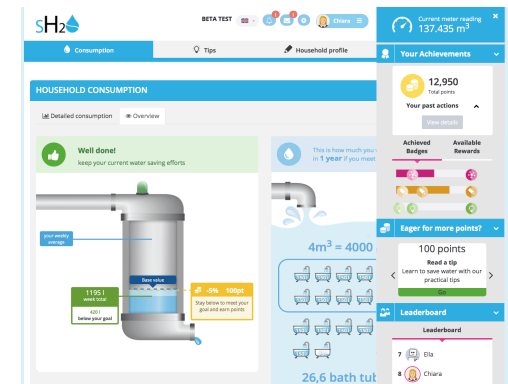 sH2
BETA TEST
Chiara
Current meter reading
137.435 m³
Consumption
Tips
Household profile
HOUSEHOLD CONSUMPTION
Detailed consumption
Overview
Well done!
keep your current water saving efforts
your weekly
average
Base value
1195 l
week total
420 l
below your goal
-5% 100pt
Stay below to meet your
goal and earn points
This is how much you
in 1 year if you meet
4m³ = 4000
26,6 bath tub
Your Achievements
12,950
Total points
Your past actions
View details
Achieved
Badges
Available
Rewards
Eager for more points?
100 points
Read a tip
Learn to save water with our
practical tips
Go
Leaderboard
Leaderboard
7 Ella
8 Chiara